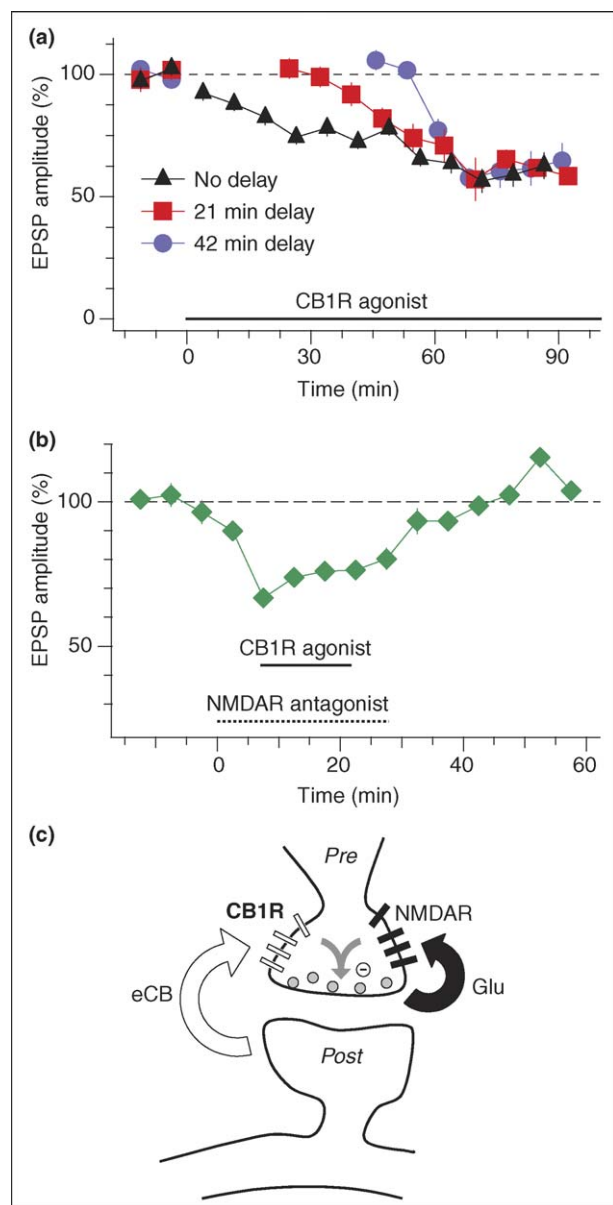 (a)
100
50
0
EPSP amplitude (%)
No delay
21 min delay
42 min delay
CB1R agonist
0 30 60 90
Time (min)
(b)
100
50
EPSP amplitude (%)
CB1R agonist
NMDAR antagonist
0 20 40 60
Time (min)
(c)
Pre
CB1R
NMDAR
eCB
Glu
Post